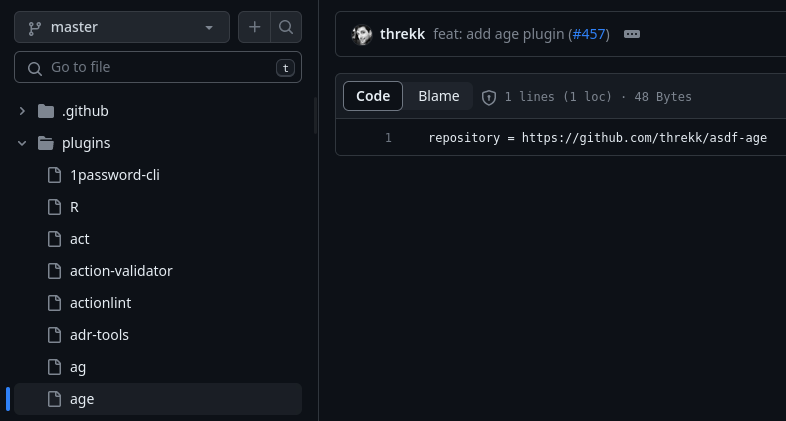 master
Go to file
t
.github
plugins
1password-cli
R
act
action-validator
actionlint
adr-tools
ag
age
threkk feat: add age plugin (#457)
Code Blame 1 lines (1 loc) · 48 Bytes
1 repository = https://github.com/threkk/asdf-age